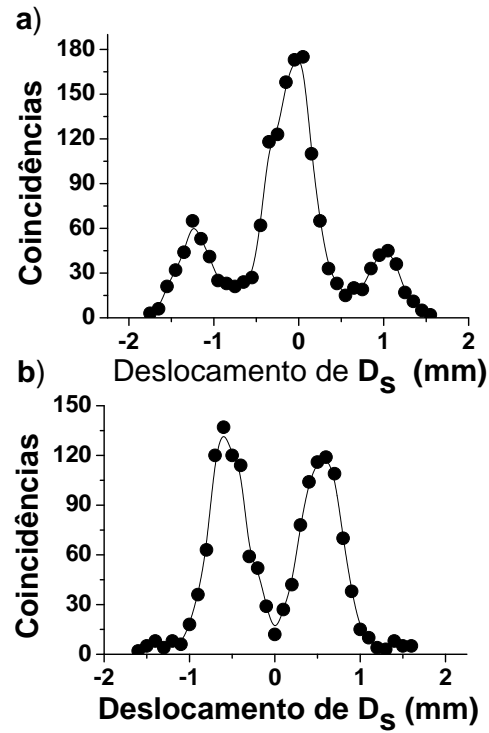 a)
Coincidências
180
150
120
90
60
30
0
-2 -1 0 1 2
Deslocamento de Ds (mm)
b)
Coincidências
150
120
90
60
30
0
-2 -1 0 1 2
Deslocamento de Ds (mm)